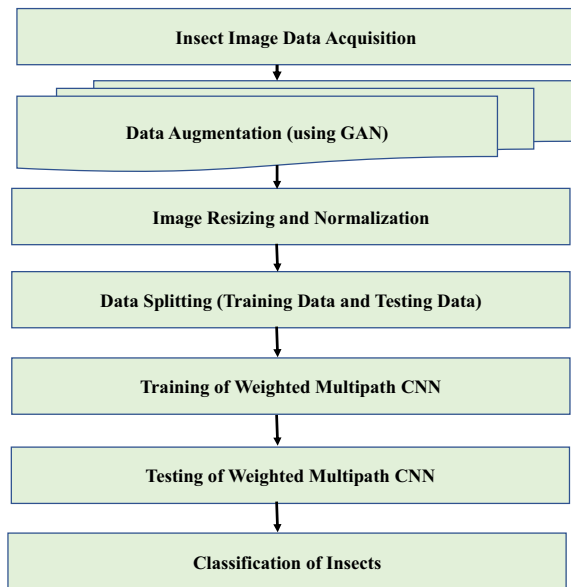 Insect Image Data Acquisition
Data Augmentation (using GAN)
Image Resizing and Normalization
Data Splitting (Training Data and Testing Data)
Training of Weighted Multipath CNN
Testing of Weighted Multipath CNN
Classification of Insects